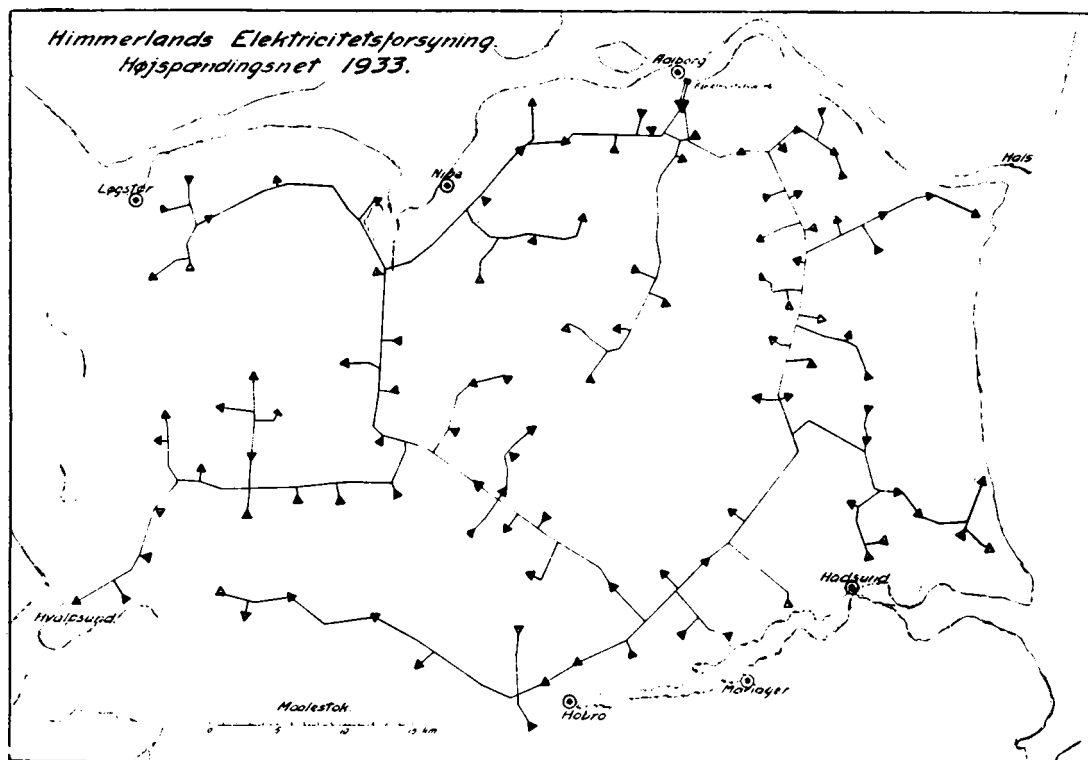 Himmerlands Elektricitetsforsyning
Højspændingsnet 1933.
Aalborg
Hals
Nibe
Løgstør
Hadsund
Hvalpsund.
Mariager
Hobro
Maalestok.
0 5 10 15 km